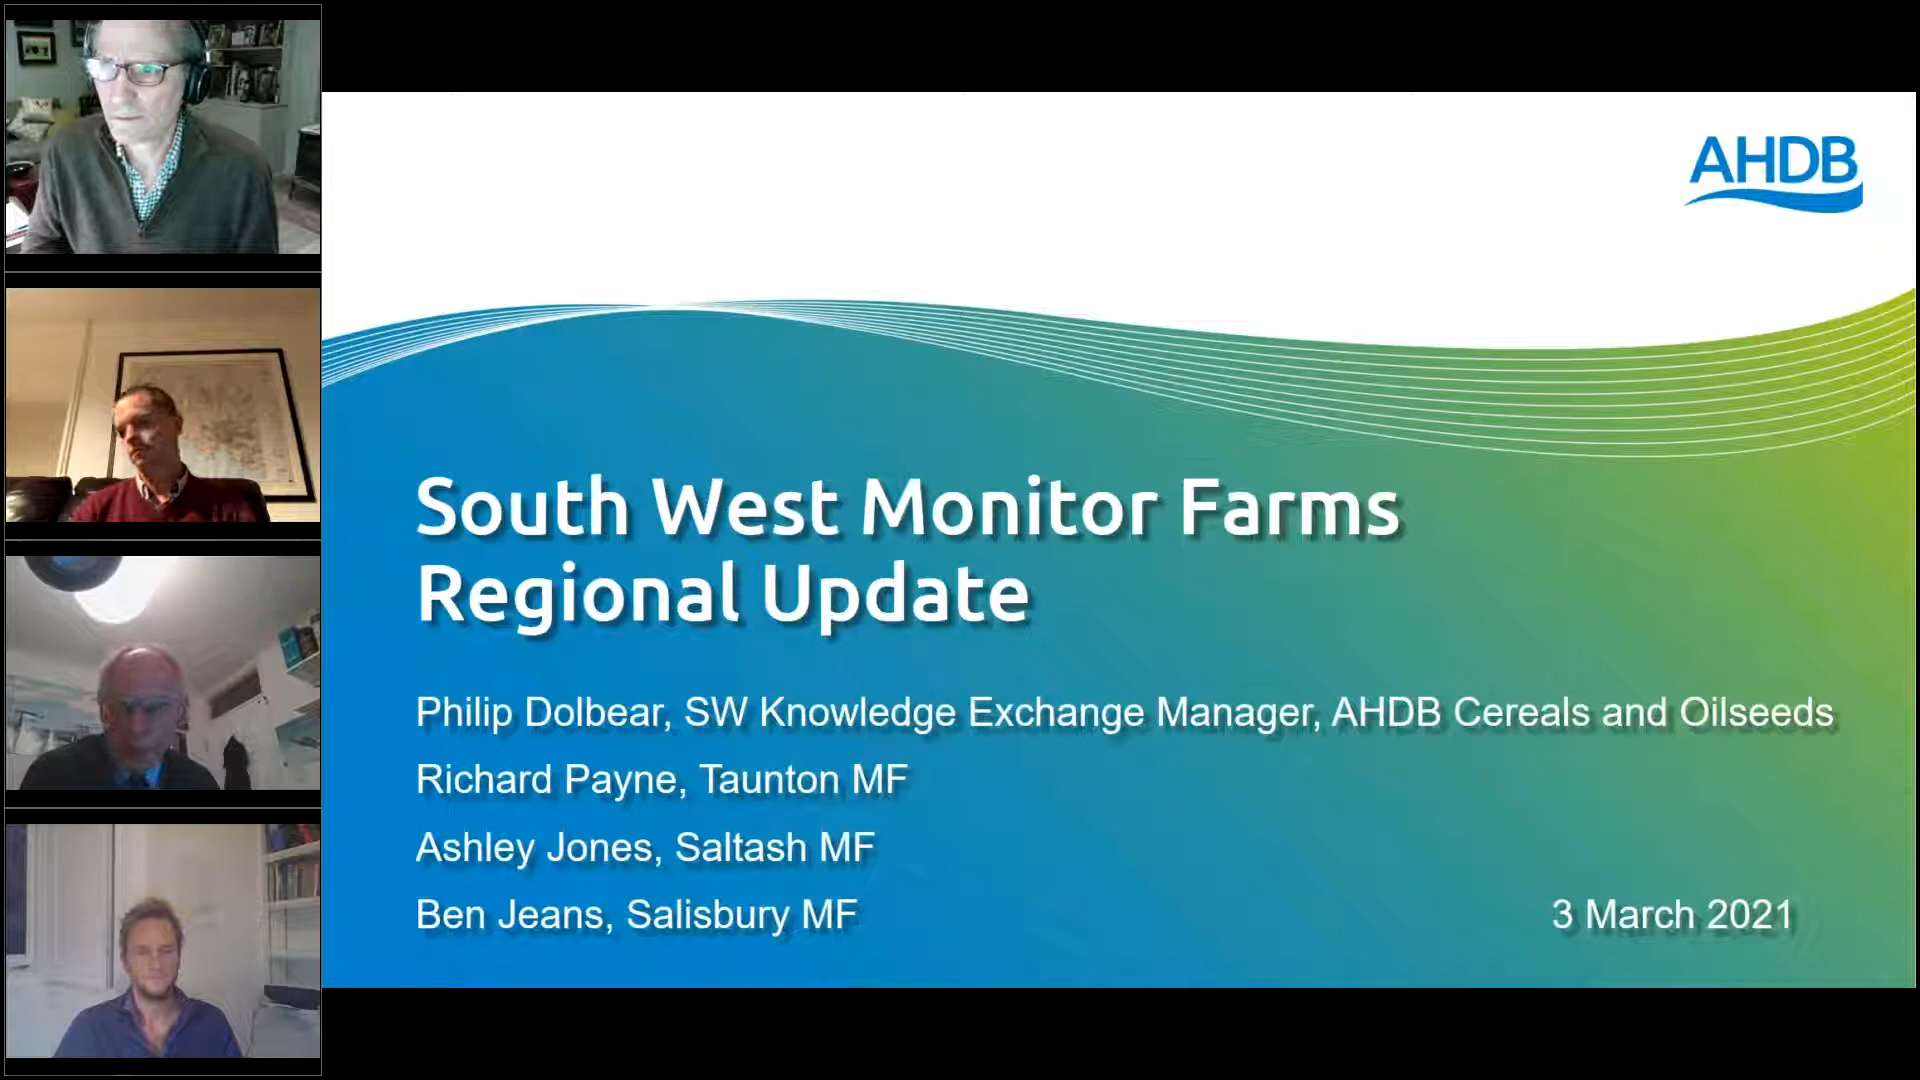 AHDB
South West Monitor Farms
Regional Update
Philip Dolbear, SW Knowledge Exchange Manager, AHDB Cereals and Oilseeds
Richard Payne, Taunton MF
Ashley Jones, Saltash MF
Ben Jeans, Salisbury MF
3 March 2021